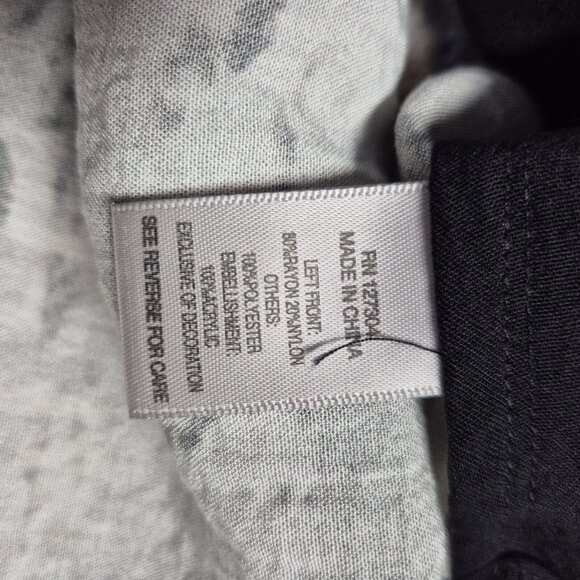 RN 127304
MADE IN CHINA
LEFT FRONT:
80%RAYON 20%NYLON
OTHERS:
100%POLYESTER
EMBELLISHMENT:
100%ACRYLIC
EXCLUSIVE OF DECORATION
SEE REVERSE FOR CARE